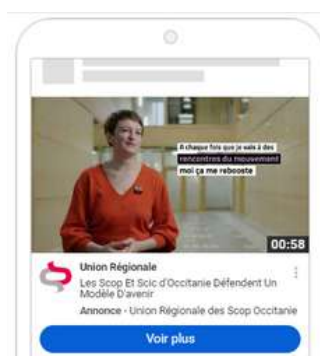 A chaque fois que je vais à des
rencontres du mouvement
moi ça me rebooste
00:58
Union Régionale
Les Scop Et Scic d'Occitanie Défendent Un
Modèle D'avenir
Annonce - Union Régionale des Scop Occitanie
Voir plus